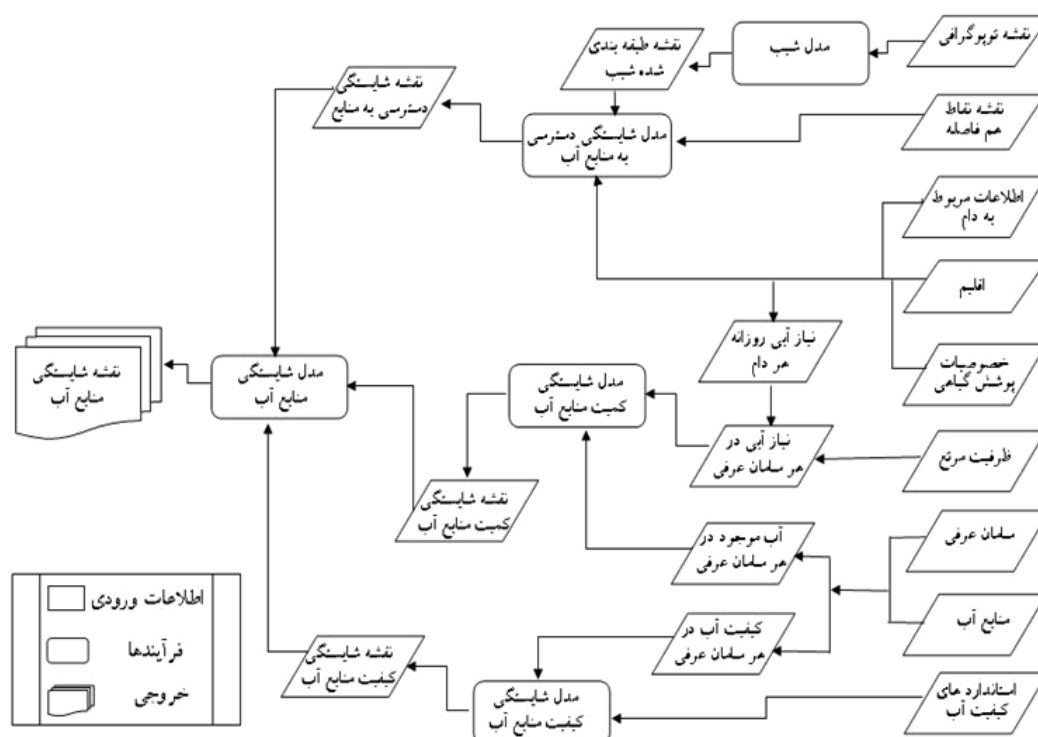 نقشه توپوگرافی
مدل شیب
نقشه طبقه بندی
شده شیب
نقشه شایستگی
دسترسی به منابع
مدل شایستگی دسترسی
به منابع آب
نقشه نقاط
هم فاصله
اطلاعات مربوط
به دام
اقلیم
خصوصیات
پوشش گیاهی
نیاز آبی روزانه
هر دام
مدل شایستگی
کمیت منابع آب
مدل شایستگی
منابع آب
نقشه شایستگی
منابع آب
نیاز آبی در
هر سامان عرفی
ظرفیت مرتع
نقشه شایستگی
کمیت منابع آب
آب موجود در
هر سامان عرفی
سامان عرفی
منابع آب
کیفیت آب در
هر سامان عرفی
نقشه شایستگی
کیفیت منابع آب
مدل شایستگی
کیفیت منابع آب
استاندارد های
کیفیت آب
اطلاعات ورودی
فرآیندها
خروجی